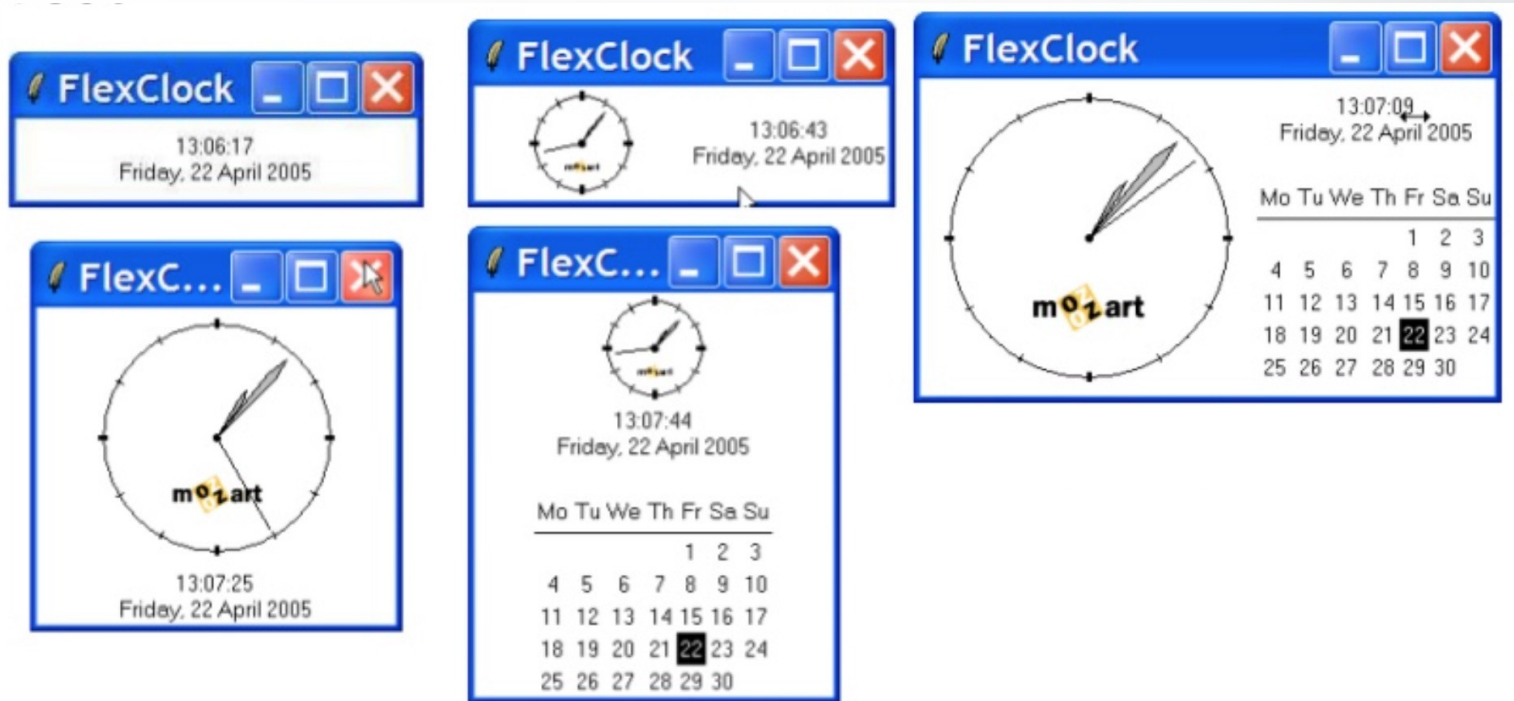 FlexClock
13:06:17
Friday, 22 April 2005
FlexClock
mozart
13:06:43
Friday, 22 April 2005
FlexClock
mozart
13:07:09
Friday, 22 April 2005
Mo Tu We Th Fr Sa Su
1 2 3
4 5 6 7 8 9 10
11 12 13 14 15 16 17
18 19 20 21 22 23 24
25 26 27 28 29 30
FlexC...
mozart
13:07:25
Friday, 22 April 2005
FlexC...
mozart
13:07:44
Friday, 22 April 2005
Mo Tu We Th Fr Sa Su
1 2 3
4 5 6 7 8 9 10
11 12 13 14 15 16 17
18 19 20 21 22 23 24
25 26 27 28 29 30